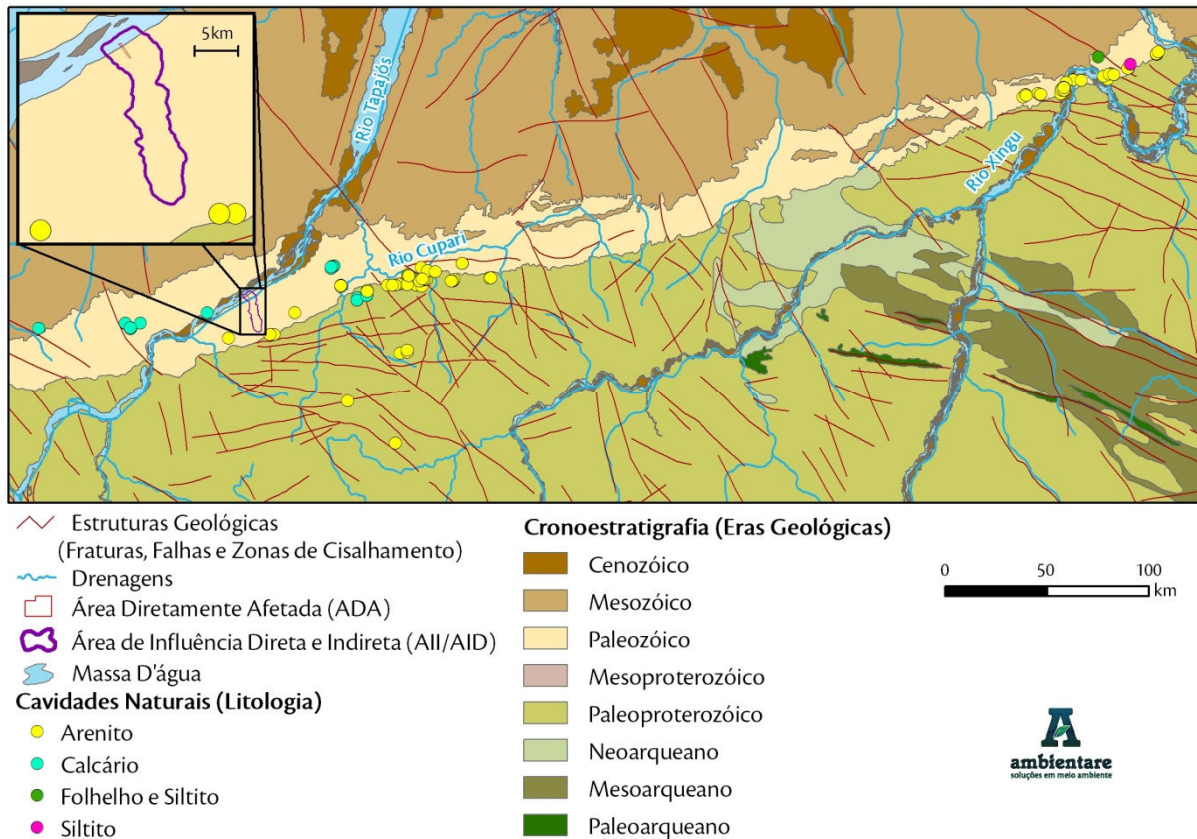 5km
Rio Tapajós
Rio Cupari
Rio Xingu
Estruturas Geológicas
(Fraturas, Falhas e Zonas de Cisalhamento)
Drenagens
Área Diretamente Afetada (ADA)
Área de Influência Direta e Indireta (AII/AID)
Massa D'água
Cavidades Naturais (Litologia)
Arenito
Calcário
Folhelho e Siltito
Siltito
Cronoestratigrafia (Eras Geológicas)
Cenozóico
Mesozóico
Paleozóico
Mesoproterozóico
Paleoproterozóico
Neoarqueano
Mesoarqueano
Paleoarqueano
0 50 100
km
ambientare
soluções em meio ambiente